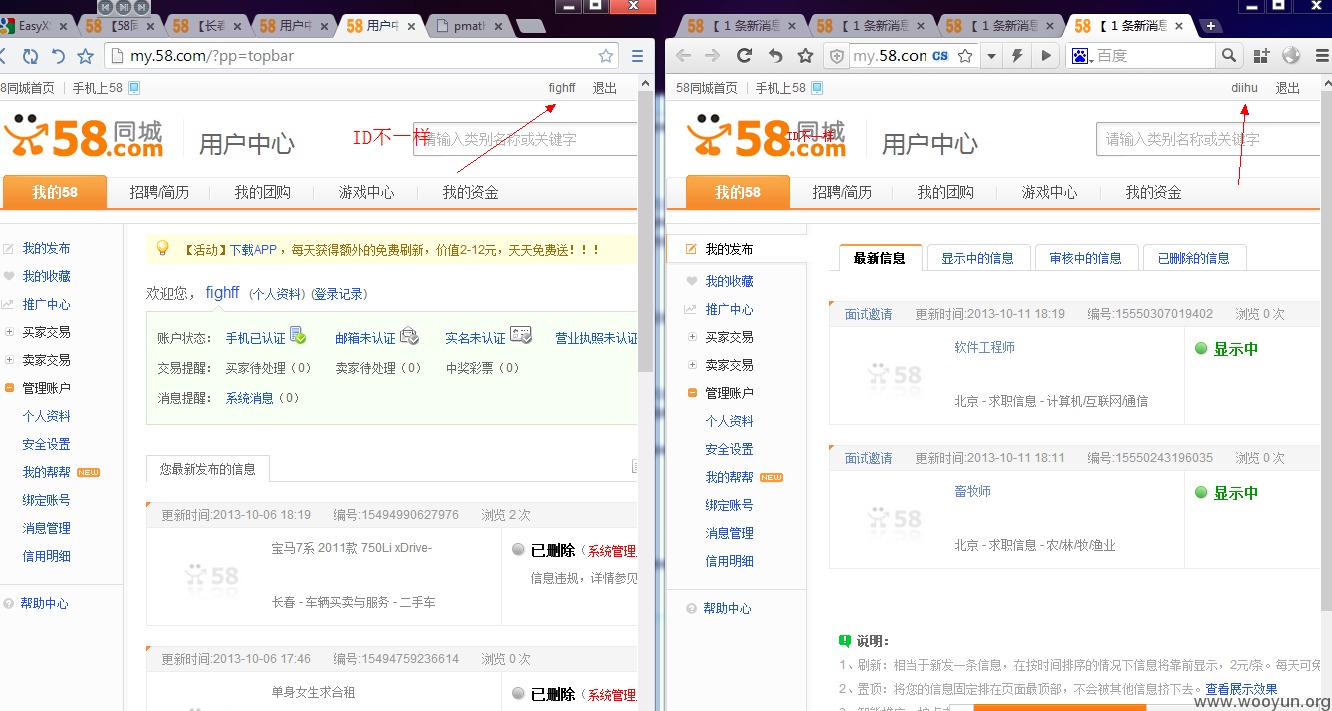 EasyX
【58同
【长春
用户中
用户中
pmath
my.58.com/?pp=topbar
8同城首页 手机上58 fighff 退出
58同城 .com 用户中心 ID不一样 请输入类别名称或关键字
我的58 招聘/简历 我的团购 游戏中心 我的资金
我的发布
我的收藏
推广中心
买家交易
卖家交易
管理账户
个人资料
安全设置
我的帮帮 NEW
绑定账号
消息管理
信用明细
帮助中心
【活动】下载APP，每天获得额外的免费刷新，价值2-12元，天天免费送！！！
欢迎您，fighff (个人资料) (登录记录)
账户状态： 手机已认证 邮箱未认证 实名未认证 营业执照未认证
交易提醒： 买家待处理（0） 卖家待处理（0） 中奖彩票（0）
消息提醒： 系统消息（0）
您最新发布的信息
更新时间:2013-10-06 18:19 编号:15494990627976 浏览 2 次
宝马7系 2011款 750Li xDrive-
已删除（系统管理
信息违规，详情参见
长春 - 车辆买卖与服务 - 二手车
更新时间:2013-10-06 17:46 编号:15494759236614 浏览 0 次
单身女生求合租
已删除（系统管理
【 1 条新消息
【 1 条新消息
【 1 条新消息
【 1 条新消息
my.58.com CS 百度
58同城首页 手机上58 diihu 退出
58同城 .com ID不一样 用户中心 请输入类别名称或关键字
我的58 招聘/简历 我的团购 游戏中心 我的资金
我的发布
我的收藏
推广中心
买家交易
卖家交易
管理账户
个人资料
安全设置
我的帮帮 NEW
绑定账号
消息管理
信用明细
帮助中心
最新信息 显示中的信息 审核中的信息 已删除的信息
面试邀请 更新时间:2013-10-11 18:19 编号:15550307019402 浏览 0 次
58
软件工程师
显示中
北京 - 求职信息 - 计算机/互联网/通信
面试邀请 更新时间:2013-10-11 18:11 编号:15550243196035 浏览 0 次
58
畜牧师
显示中
北京 - 求职信息 - 农/林/牧/渔业
说明：
1、刷新：相当于新发一条信息，在按时间排序的情况下信息将靠前显示，2元/条。每天可免
2、置顶：将您的信息固定排在页面最顶部，不会被其他信息挤下去。查看展示效果
www.wooyun.org